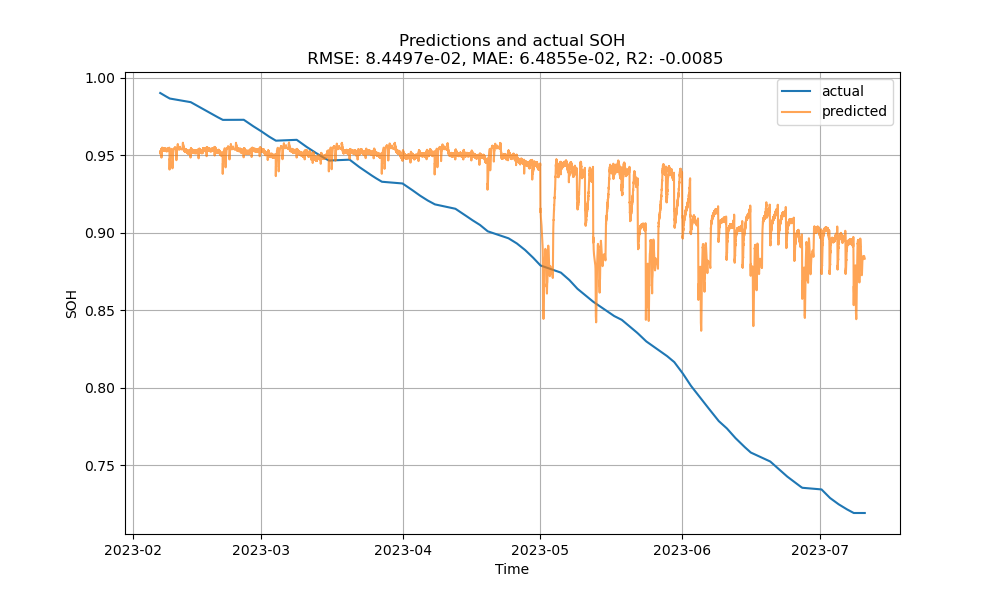 Predictions and actual SOH
RMSE: 8.4497e-02, MAE: 6.4855e-02, R2: -0.0085
actual
predicted
1.00
0.95
0.90
0.85
0.80
0.75
SOH
2023-02 2023-03 2023-04 2023-05 2023-06 2023-07
Time